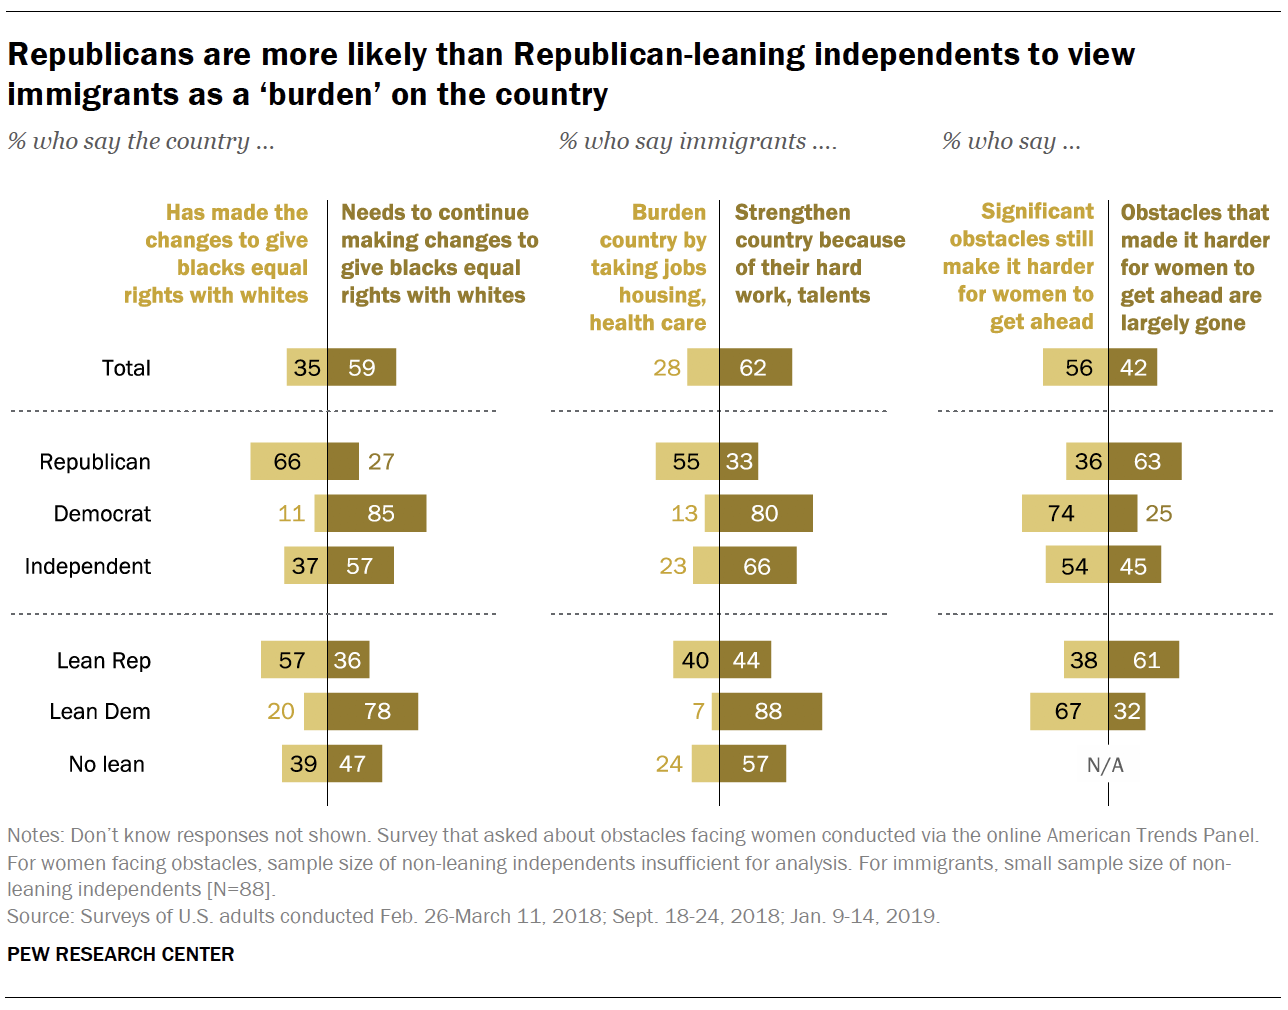 Republicans are more likely than Republican-leaning independents to view
immigrants as a ‘burden’ on the country
% who say the country ...
% who say immigrants ....
% who say ...
Has made the
changes to give
blacks equal
rights with whites
Needs to continue
making changes to
give blacks equal
rights with whites
Burden
country by
taking jobs
housing,
health care
Strengthen
country because
of their hard
work, talents
Significant
obstacles still
make it harder
for women to
get ahead
Obstacles that
made it harder
for women to
get ahead are
largely gone
Total 35 59 28 62 56 42
Republican 66 27 55 33 36 63
Democrat 11 85 13 80 74 25
Independent 37 57 23 66 54 45
Lean Rep 57 36 40 44 38 61
Lean Dem 20 78 7 88 67 32
No lean 39 47 24 57 N/A
Notes: Don’t know responses not shown. Survey that asked about obstacles facing women conducted via the online American Trends Panel.
For women facing obstacles, sample size of non-leaning independents insufficient for analysis. For immigrants, small sample size of non-
leaning independents [N=88].
Source: Surveys of U.S. adults conducted Feb. 26-March 11, 2018; Sept. 18-24, 2018; Jan. 9-14, 2019.
PEW RESEARCH CENTER